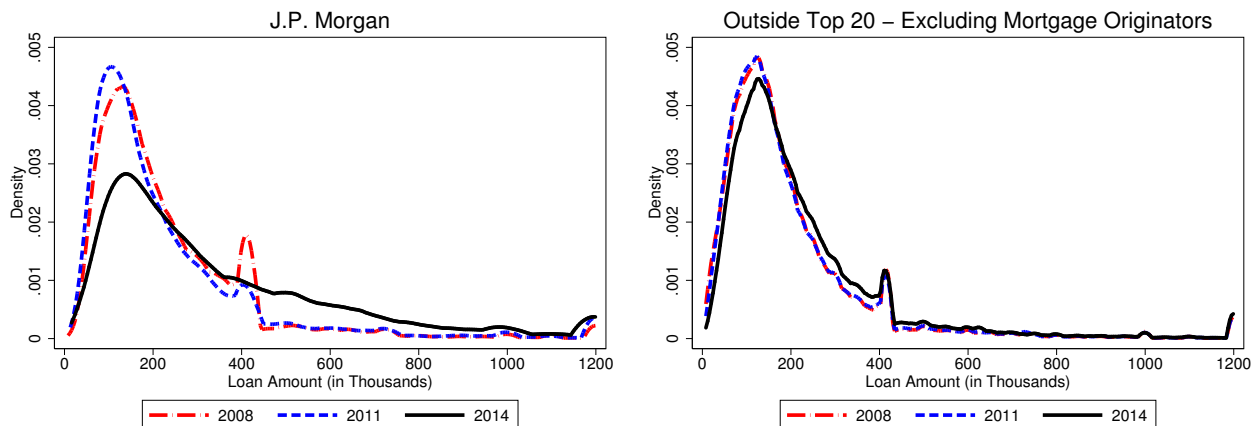 J.P. Morgan
Density
0 .001 .002 .003 .004 .005
0 200 400 600 800 1000 1200
Loan Amount (in Thousands)
2008 2011 2014
Outside Top 20 − Excluding Mortgage Originators
Density
0 .001 .002 .003 .004 .005
0 200 400 600 800 1000 1200
Loan Amount (in Thousands)
2008 2011 2014